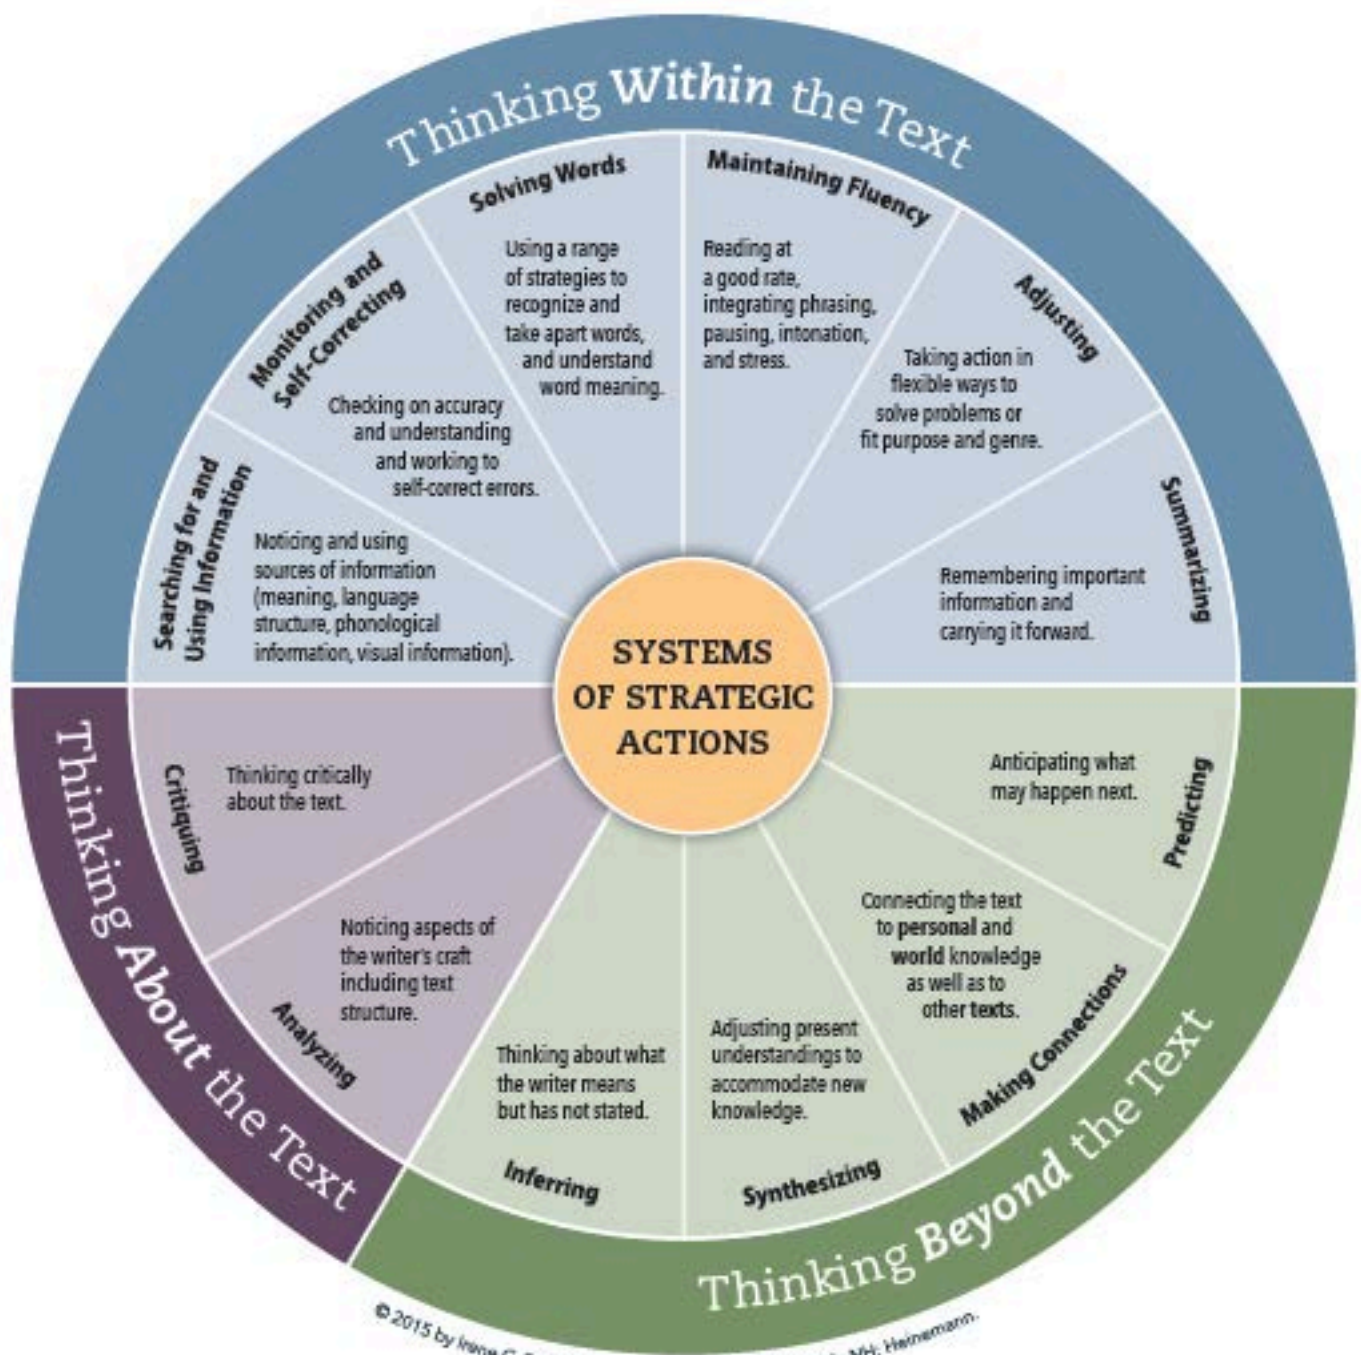 Thinking Within the Text
Solving Words
Using a range
of strategies to
recognize and
take apart words,
and understand
word meaning.
Maintaining Fluency
Reading at
a good rate,
integrating phrasing,
pausing, intonation,
and stress.
Adjusting
Taking action in
flexible ways to
solve problems or
fit purpose and genre.
Summarizing
Remembering important
information and
carrying it forward.
Monitoring and
Self-Correcting
Checking on accuracy
and understanding
and working to
self-correct errors.
Searching for and
Using Information
Noticing and using
sources of information
(meaning, language
structure, phonological
information, visual information).
SYSTEMS
OF STRATEGIC
ACTIONS
Thinking Beyond the Text
Predicting
Anticipating what
may happen next.
Making Connections
Connecting the text
to personal and
world knowledge
as well as to
other texts.
Synthesizing
Adjusting present
understandings to
accommodate new
knowledge.
Inferring
Thinking about what
the writer means
but has not stated.
Thinking About the Text
Analyzing
Noticing aspects of
the writer's craft
including text
structure.
Critiquing
Thinking critically
about the text.
© 2015 by Irene C. NH: Heinemann.